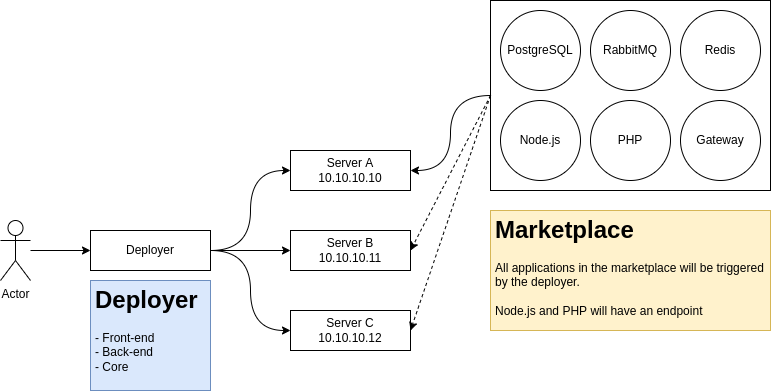 PostgreSQL
RabbitMQ
Redis
Node.js
PHP
Gateway
Server A
10.10.10.10
Server B
10.10.10.11
Server C
10.10.10.12
Actor
Deployer
Deployer
- Front-end
- Back-end
- Core
Marketplace
All applications in the marketplace will be triggered
by the deployer.
Node.js and PHP will have an endpoint